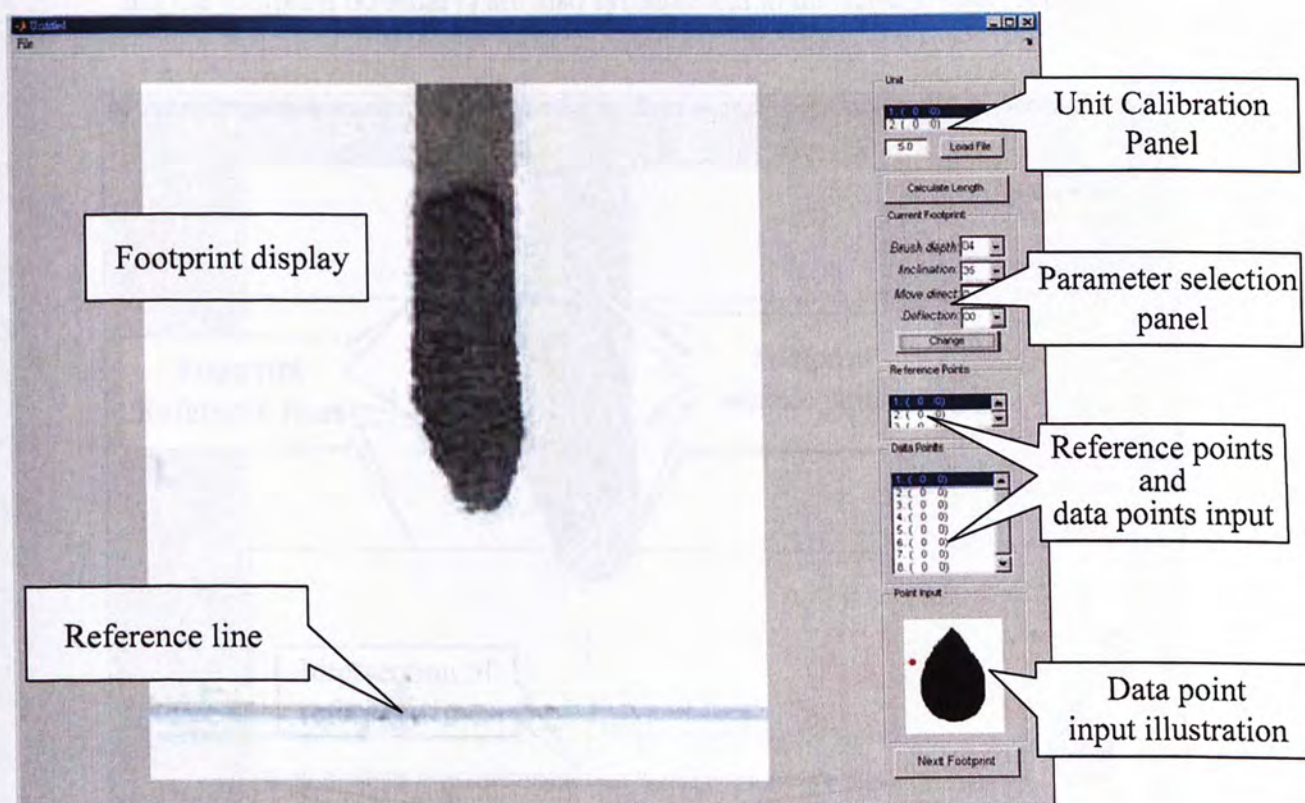 Untitled
File
Footprint display
Reference line
Unit
1. ( 0 0)
2. ( 0 0)
5.0 Load File
Calculate Length
Current Footprint:
Brush depth: 04
Inclination:
Move direct:
Deflection: 00
Change
Reference Points
1. ( 0 0)
2. ( 0 0)
3. ( 0 0)
Data Points
1. ( 0 0)
2. ( 0 0)
3. ( 0 0)
4. ( 0 0)
5. ( 0 0)
6. ( 0 0)
7. ( 0 0)
8. ( 0 0)
Point Input
Next Footprint
Unit Calibration
Panel
Parameter selection
panel
Reference points
and
data points input
Data point
input illustration